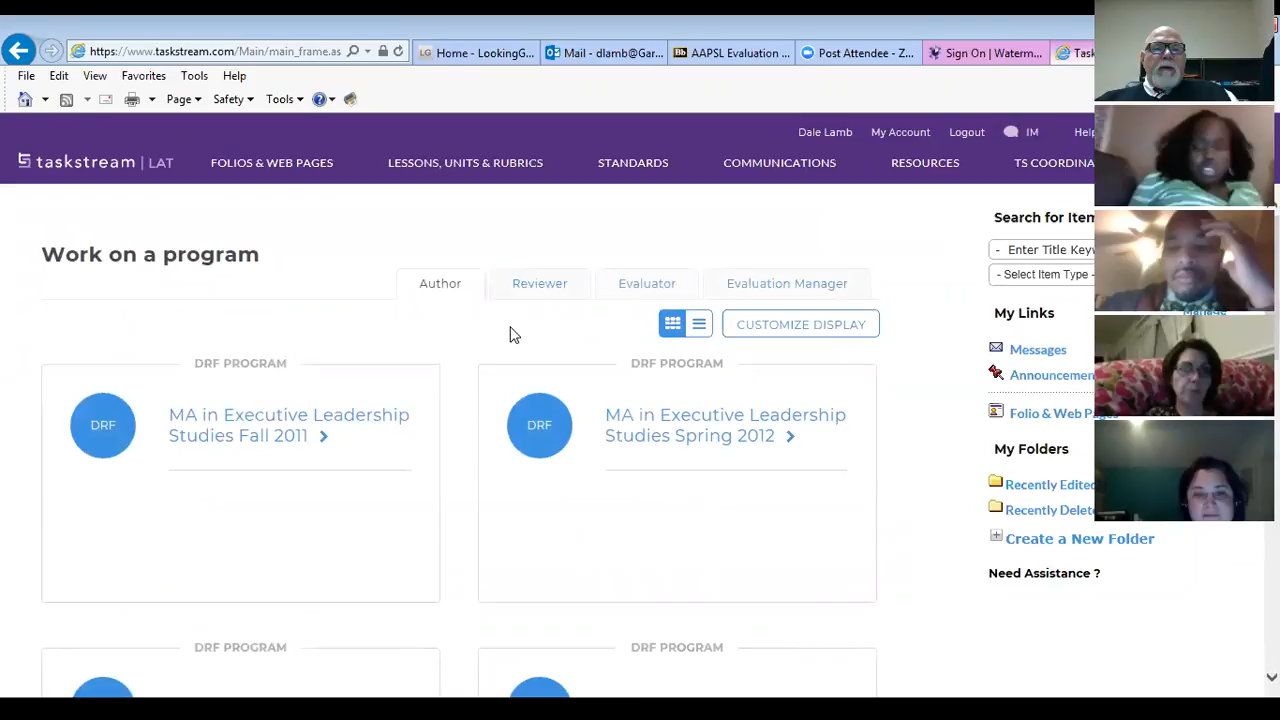 https://www.taskstream.com/Main/main_frame.as
Home - LookingG...
Mail - dlamb@Gar...
AAPSL Evaluation ...
Post Attendee - Z...
Sign On | Waterm...
File Edit View Favorites Tools Help
Page Safety Tools
Dale Lamb My Account Logout IM Help
taskstream | LAT FOLIOS & WEB PAGES LESSONS, UNITS & RUBRICS STANDARDS COMMUNICATIONS RESOURCES TS COORDINA
Work on a program
Author Reviewer Evaluator Evaluation Manager
CUSTOMIZE DISPLAY
DRF PROGRAM
DRF
MA in Executive Leadership
Studies Fall 2011
DRF PROGRAM
DRF
MA in Executive Leadership
Studies Spring 2012
DRF PROGRAM
DRF PROGRAM
Search for Item
- Enter Title Keyw
- Select Item Type -
My Links
Manage
Messages
Announcemen
Folio & Web Pages
My Folders
Recently Edited
Recently Delet
Create a New Folder
Need Assistance ?